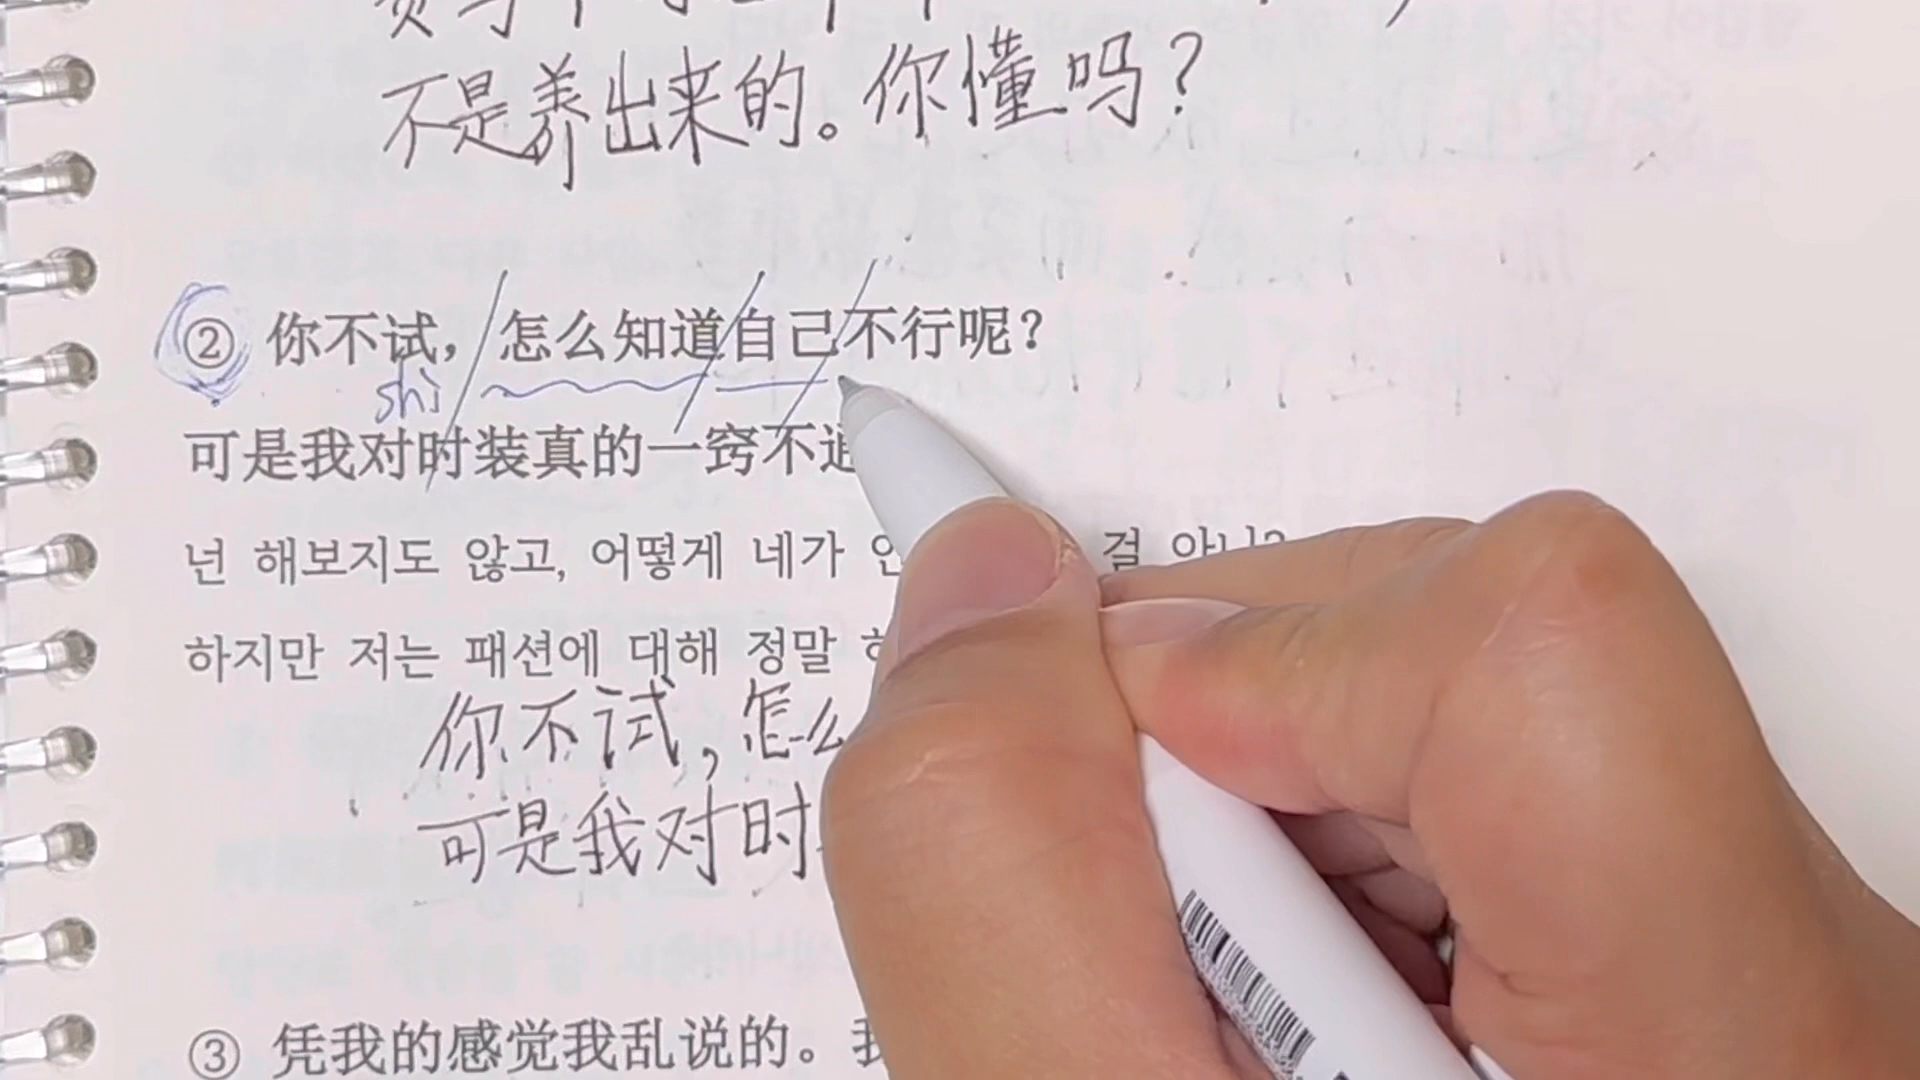 不是养出来的。你懂吗？
② 你不试，怎么知道自己不行呢？
shì
可是我对时装真的一窍不通
넌 해보지도 않고, 어떻게 네가 걸 아니?
하지만 저는 패션에 대해 정말
你不试，怎么
可是我对时
③ 凭我的感觉我乱说的。我